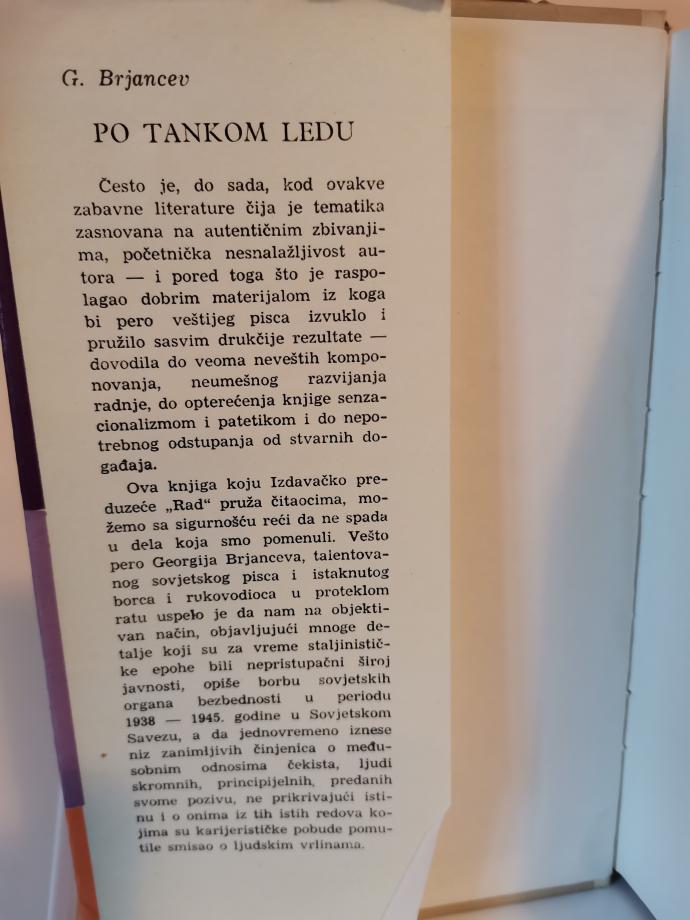 G. Brjancev
PO TANKOM LEDU
Često je, do sada, kod ovakve
zabavne literature čija je tematika
zasnovana na autentičnim zbivanji-
ma, početnička nesnalažljivost au-
tora — i pored toga što je raspo-
lagao dobrim materijalom iz koga
bi pero veštijeg pisca izvuklo i
pružilo sasvim drukčije rezultate —
dovodila do veoma neveštih kompo-
novanja, neumešnog razvijanja
radnje, do opterećenja knjige senza-
cionalizmom i patetikom i do nepo-
trebnog odstupanja od stvarnih do-
gađaja.
Ova knjiga koju Izdavačko pre-
duzeće „Rad“ pruža čitaocima, mo-
žemo sa sigurnošću reći da ne spada
u dela koja smo pomenuli. Vešto
pero Georgija Brjanceva, talentova-
nog sovjetskog pisca i istaknutog
borca i rukovodioca u proteklom
ratu uspelo je da nam na objekti-
van način, objavljujući mnoge de-
talje koji su za vreme staljinistič-
ke epohe bili nepristupačni široj
javnosti, opiše borbu sovjetskih
organa bezbednosti u periodu
1938 — 1945. godine u Sovjetskom
Savezu, a da jednovremeno iznese
niz zanimljivih činjenica o među-
sobnim odnosima čekista, ljudi
skromnih, principijelnih, predanih
svome pozivu, ne prikrivajući isti-
nu i o onima iz tih istih redova ko-
jima su karijerističke pobude pomu-
tile smisao o ljudskim vrlinama.